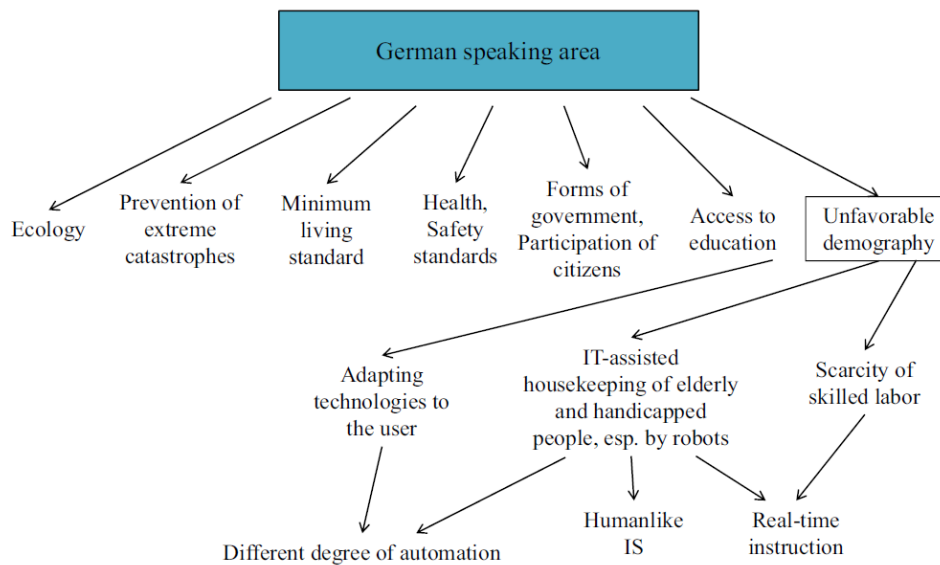 German speaking area
Ecology
Prevention of
extreme
catastrophes
Minimum
living
standard
Health,
Safety
standards
Forms of
government,
Participation of
citizens
Access to
education
Unfavorable
demography
Adapting
technologies to
the user
IT-assisted
housekeeping of elderly
and handicapped
people, esp. by robots
Scarcity of
skilled labor
Different degree of automation
Humanlike
IS
Real-time
instruction